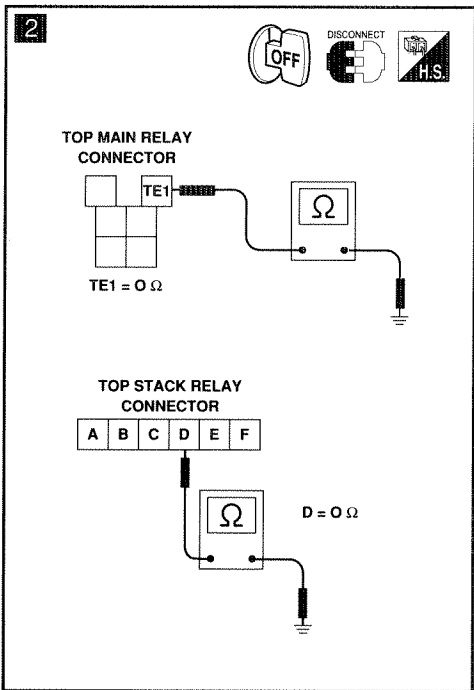 2
OFF
DISCONNECT
H.S.
TOP MAIN RELAY
CONNECTOR
TE1
Ω
TE1 = O Ω
TOP STACK RELAY
CONNECTOR
A B C D E F
Ω
D = O Ω